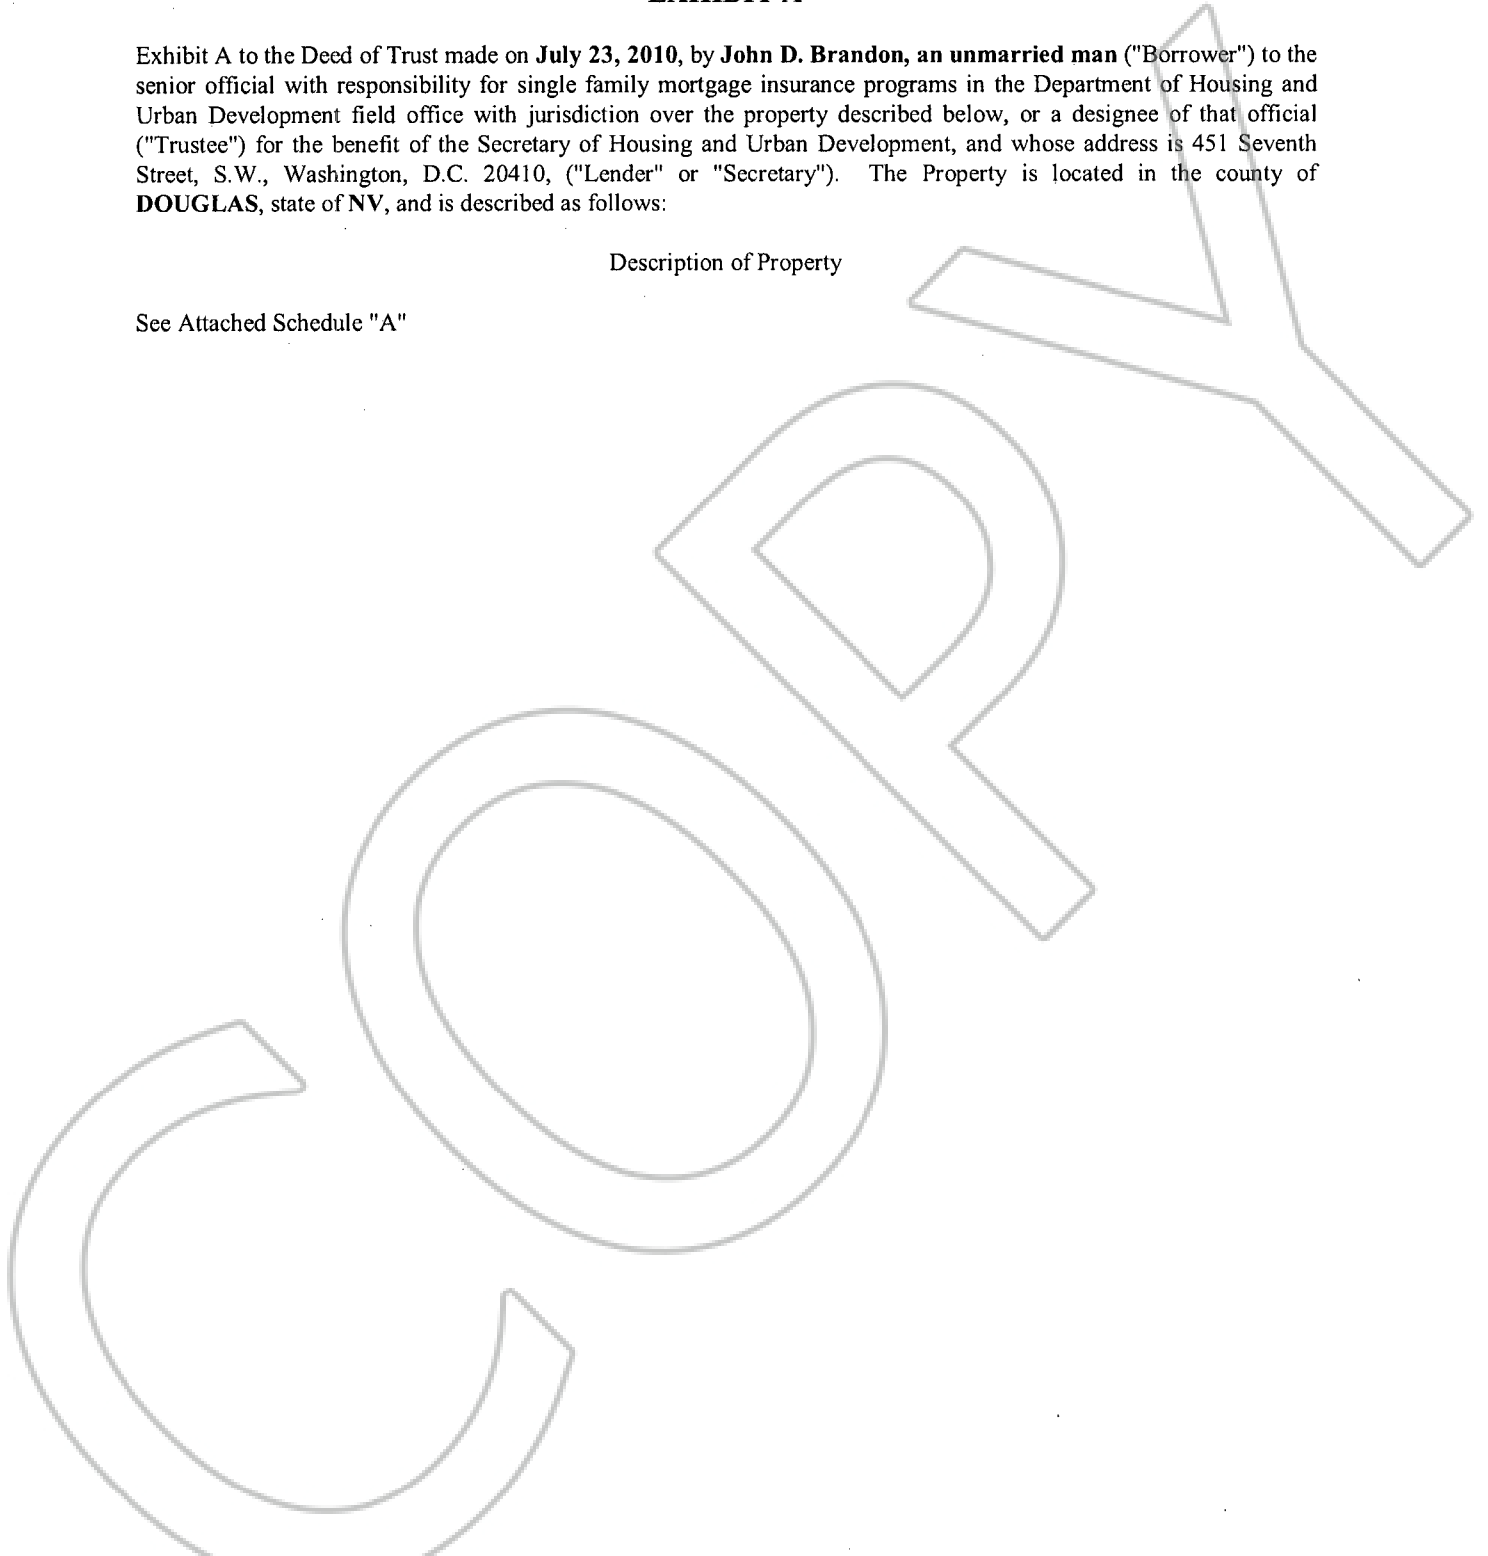 EXHIBIT A
Exhibit A to the Deed of Trust made on July 23, 2010, by John D. Brandon, an unmarried man ("Borrower") to the
senior official with responsibility for single family mortgage insurance programs in the Department of Housing and
Urban Development field office with jurisdiction over the property described below, or a designee of that official
("Trustee") for the benefit of the Secretary of Housing and Urban Development, and whose address is 451 Seventh
Street, S.W., Washington, D.C. 20410, ("Lender" or "Secretary"). The Property is located in the county of
DOUGLAS, state of NV, and is described as follows:
Description of Property
See Attached Schedule "A"
COPY